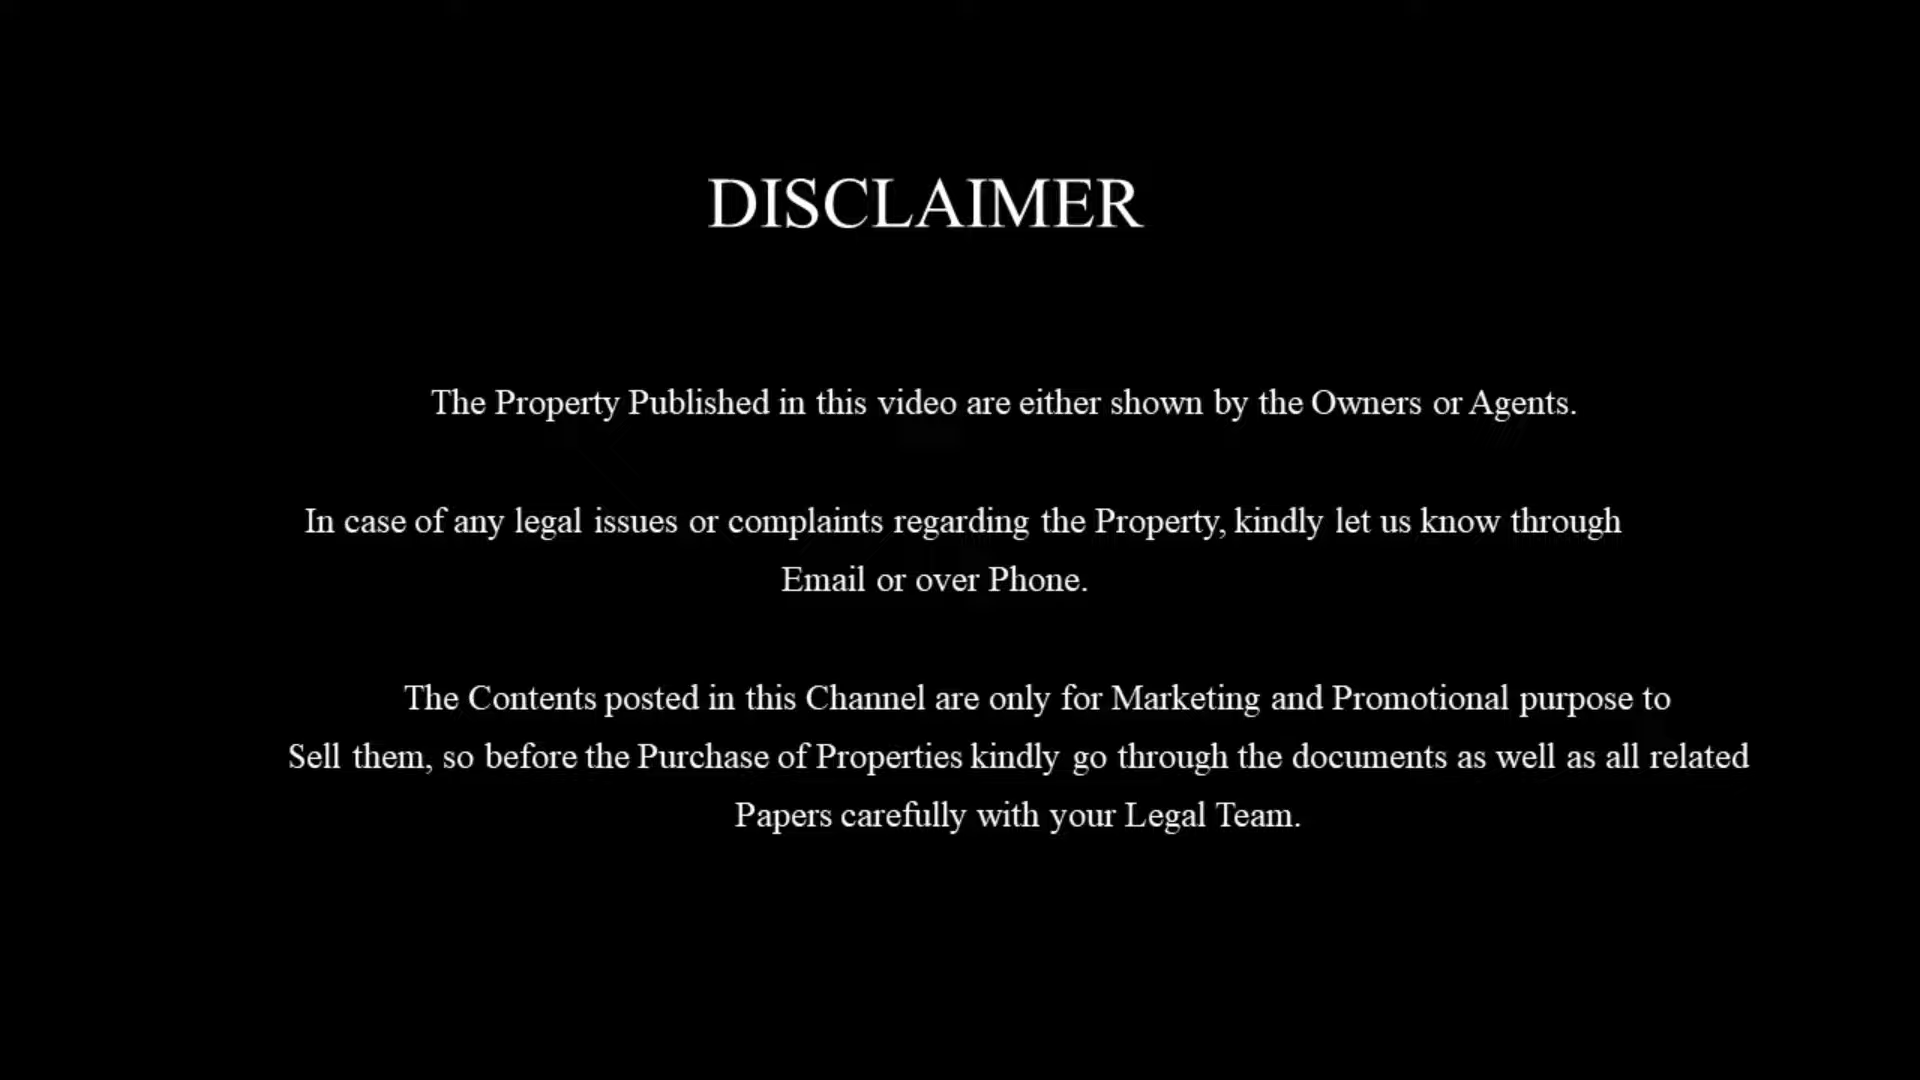 DISCLAIMER
The Property Published in this video are either shown by the Owners or Agents.
In case of any legal issues or complaints regarding the Property, kindly let us know through
Email or over Phone.
The Contents posted in this Channel are only for Marketing and Promotional purpose to
Sell them, so before the Purchase of Properties kindly go through the documents as well as all related
Papers carefully with your Legal Team.